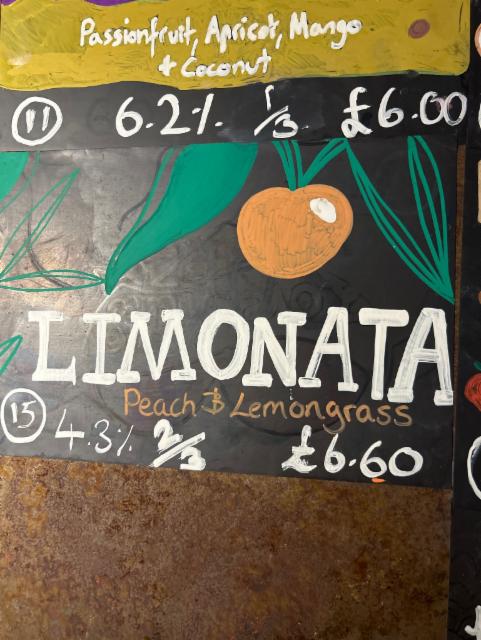 Passionfruit, Apricot, Mango
+ Coconut
11 6.2% 1/3 £6.00
LIMONATA
Peach & Lemongrass
15 4.3% 2/3 £6.60